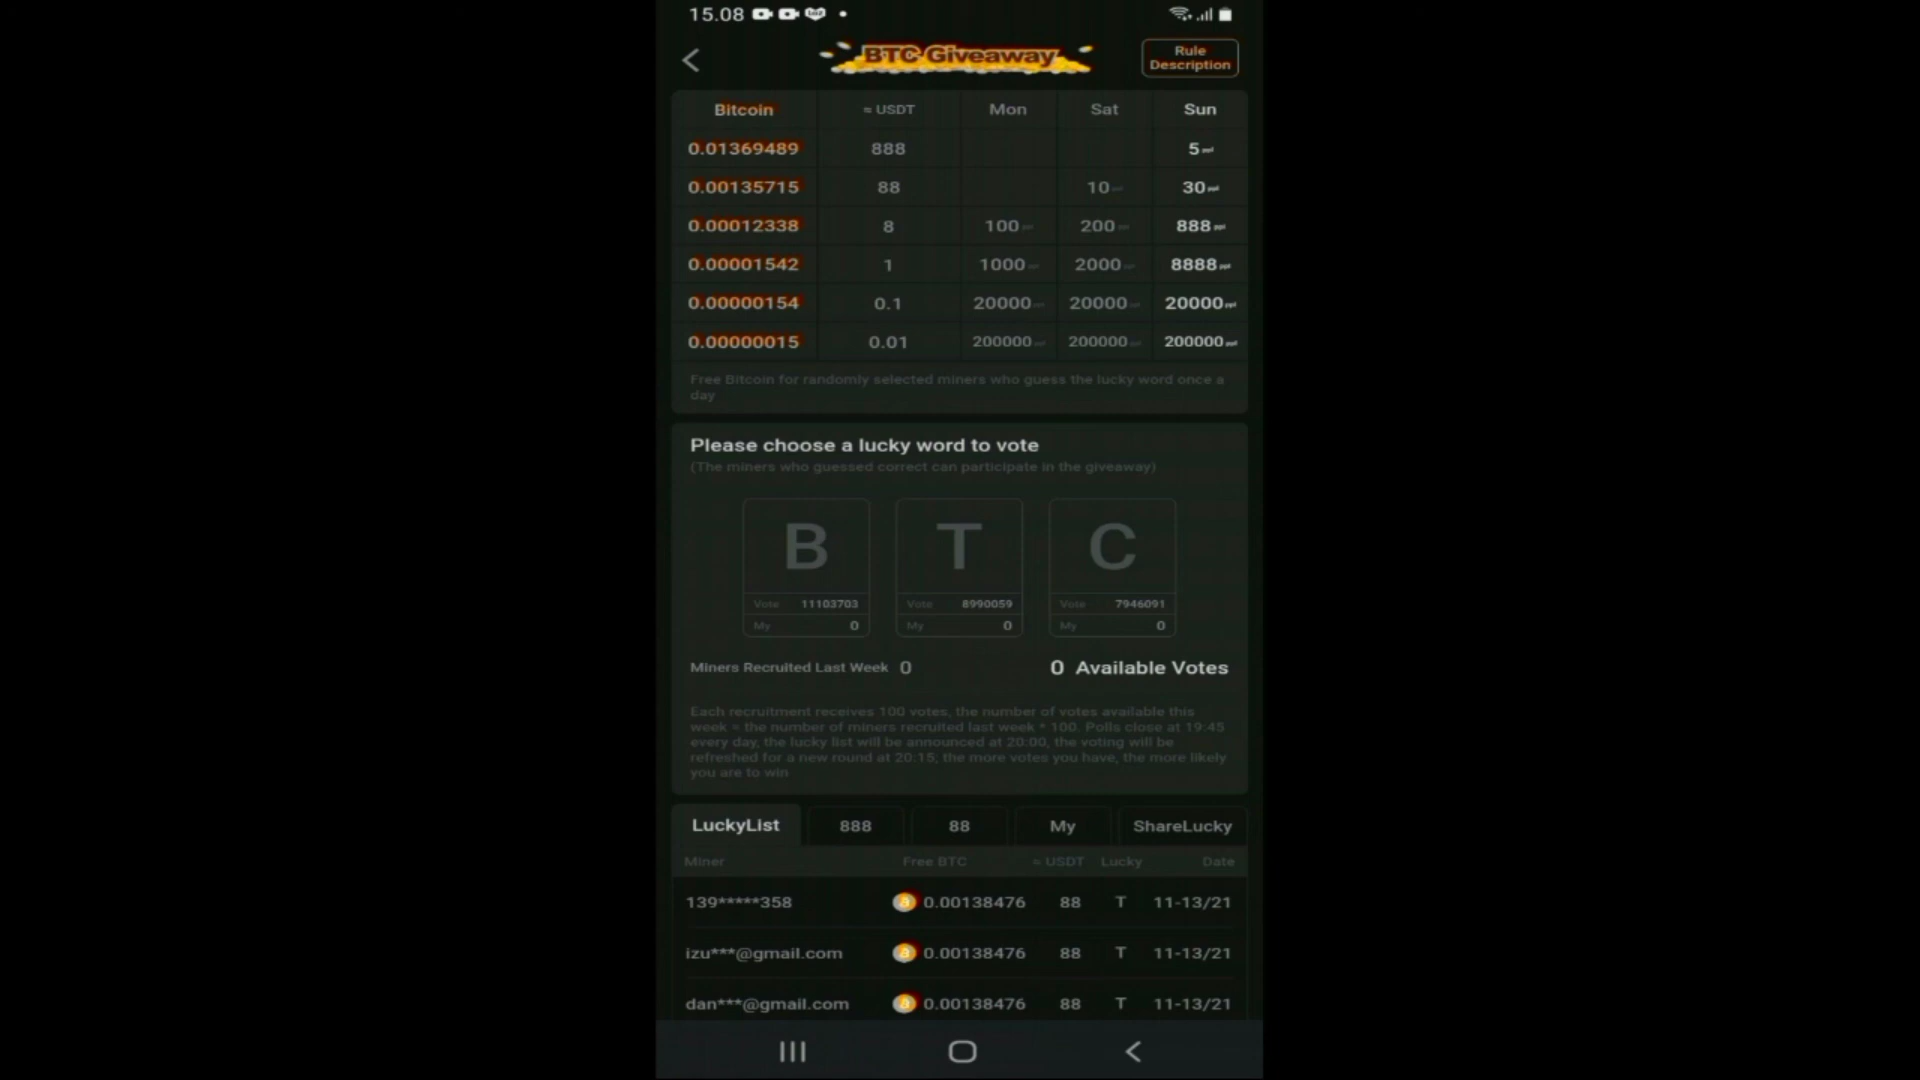 15.08
BTC Giveaway
Rule
Description
Bitcoin ≈ USDT Mon Sat Sun
0.01369489 888 5
0.00135715 88 10 30
0.00012338 8 100 200 888
0.00001542 1 1000 2000 8888
0.00000154 0.1 20000 20000 20000
0.00000015 0.01 200000 200000 200000
Free Bitcoin for randomly selected miners who guess the lucky word once a
day
Please choose a lucky word to vote
(The miners who guessed correct can participate in the giveaway)
B T C
Vote 11103703 Vote 8990059 Vote 7946091
My 0 My 0 My 0
Miners Recruited Last Week 0 0 Available Votes
Each recruitment receives 100 votes, the number of votes available this
week = the number of miners recruited last week * 100. Polls close at 19:45
every day, the lucky list will be announced at 20:00, the voting will be
refreshed for a new round at 20:15; the more votes you have, the more likely
you are to win
LuckyList 888 88 My ShareLucky
Miner Free BTC ≈ USDT Lucky Date
139*****358 0.00138476 88 T 11-13/21
izu***@gmail.com 0.00138476 88 T 11-13/21
dan***@gmail.com 0.00138476 88 T 11-13/21